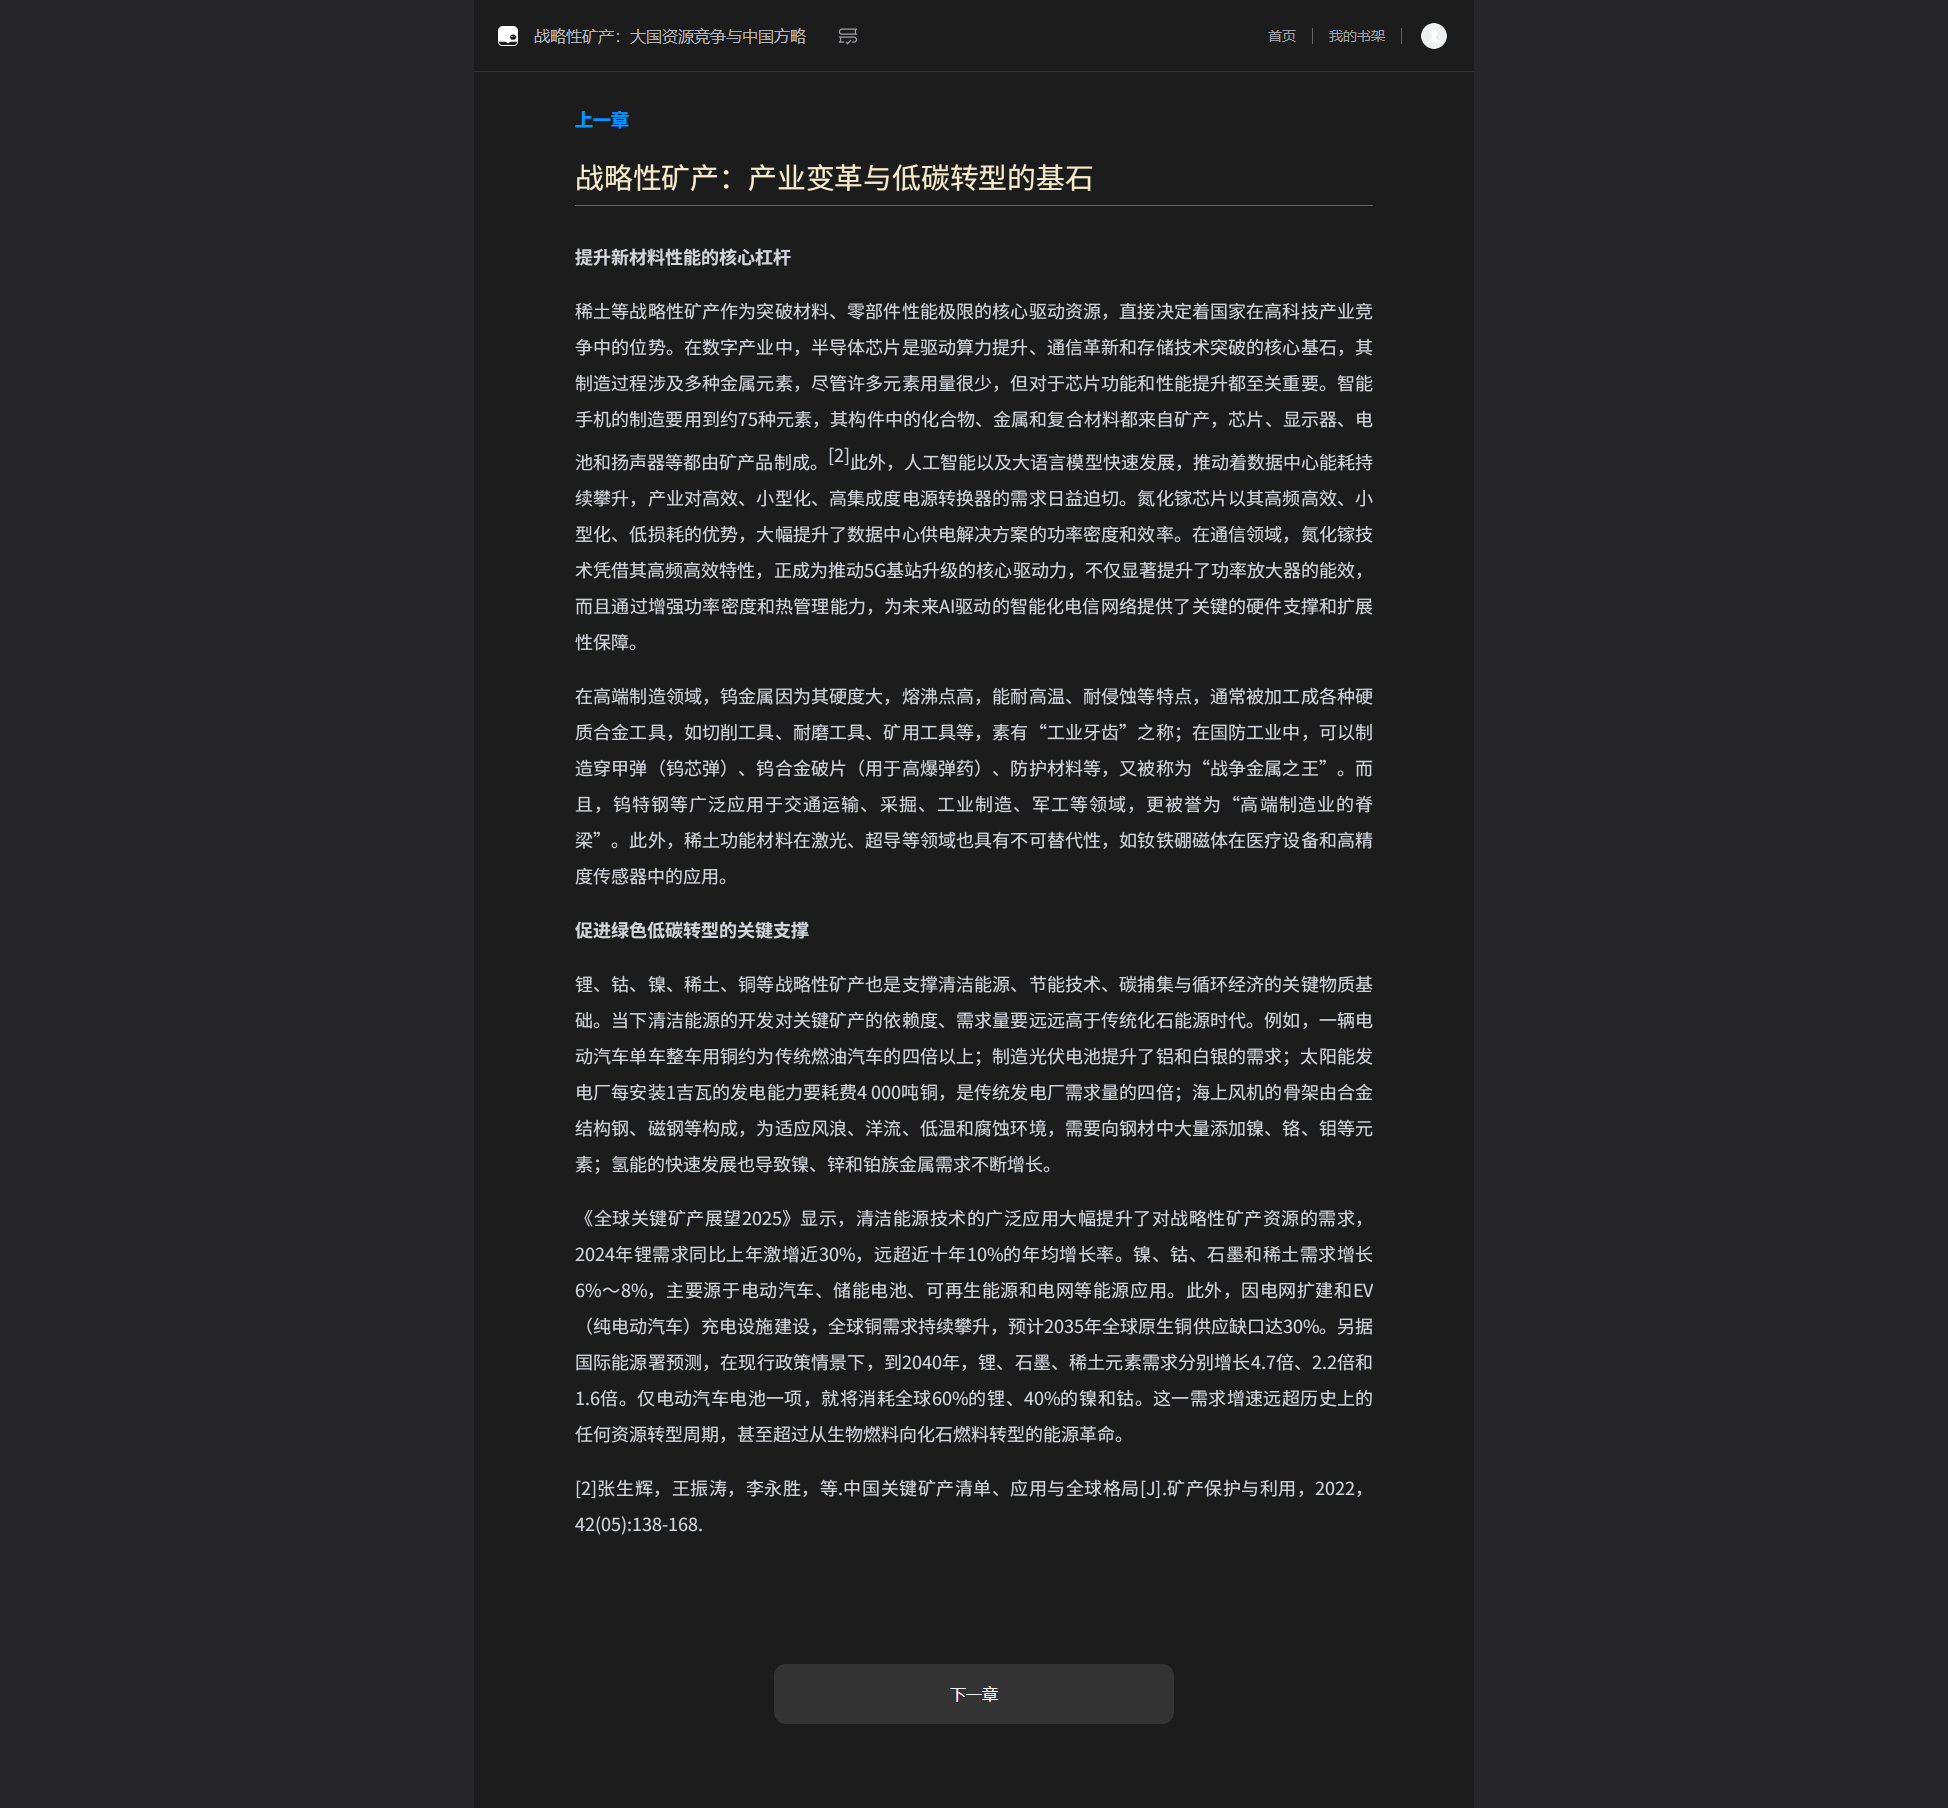 战略性矿产：大国资源竞争与中国方略
首页
我的书架
上一章
战略性矿产：产业变革与低碳转型的基石
提升新材料性能的核心杠杆
稀土等战略性矿产作为突破材料、零部件性能极限的核心驱动资源，直接决定着国家在高科技产业竞
争中的位势。在数字产业中，半导体芯片是驱动算力提升、通信革新和存储技术突破的核心基石，其
制造过程涉及多种金属元素，尽管许多元素用量很少，但对于芯片功能和性能提升都至关重要。智能
手机的制造要用到约75种元素，其构件中的化合物、金属和复合材料都来自矿产，芯片、显示器、电
池和扬声器等都由矿产品制成。[2]此外，人工智能以及大语言模型快速发展，推动着数据中心能耗持
续攀升，产业对高效、小型化、高集成度电源转换器的需求日益迫切。氮化镓芯片以其高频高效、小
型化、低损耗的优势，大幅提升了数据中心供电解决方案的功率密度和效率。在通信领域，氮化镓技
术凭借其高频高效特性，正成为推动5G基站升级的核心驱动力，不仅显著提升了功率放大器的能效，
而且通过增强功率密度和热管理能力，为未来AI驱动的智能化电信网络提供了关键的硬件支撑和扩展
性保障。
在高端制造领域，钨金属因为其硬度大，熔沸点高，能耐高温、耐侵蚀等特点，通常被加工成各种硬
质合金工具，如切削工具、耐磨工具、矿用工具等，素有“工业牙齿”之称；在国防工业中，可以制
造穿甲弹（钨芯弹）、钨合金破片（用于高爆弹药）、防护材料等，又被称为“战争金属之王”。而
且，钨特钢等广泛应用于交通运输、采掘、工业制造、军工等领域，更被誉为“高端制造业的脊
梁”。此外，稀土功能材料在激光、超导等领域也具有不可替代性，如钕铁硼磁体在医疗设备和高精
度传感器中的应用。
促进绿色低碳转型的关键支撑
锂、钴、镍、稀土、铜等战略性矿产也是支撑清洁能源、节能技术、碳捕集与循环经济的关键物质基
础。当下清洁能源的开发对关键矿产的依赖度、需求量要远远高于传统化石能源时代。例如，一辆电
动汽车单车整车用铜约为传统燃油汽车的四倍以上；制造光伏电池提升了铝和白银的需求；太阳能发
电厂每安装1吉瓦的发电能力要耗费4 000吨铜，是传统发电厂需求量的四倍；海上风机的骨架由合金
结构钢、磁钢等构成，为适应风浪、洋流、低温和腐蚀环境，需要向钢材中大量添加镍、铬、钼等元
素；氢能的快速发展也导致镍、锌和铂族金属需求不断增长。
《全球关键矿产展望2025》显示，清洁能源技术的广泛应用大幅提升了对战略性矿产资源的需求，
2024年锂需求同比上年激增近30%，远超近十年10%的年均增长率。镍、钴、石墨和稀土需求增长
6%～8%，主要源于电动汽车、储能电池、可再生能源和电网等能源应用。此外，因电网扩建和EV
（纯电动汽车）充电设施建设，全球铜需求持续攀升，预计2035年全球原生铜供应缺口达30%。另据
国际能源署预测，在现行政策情景下，到2040年，锂、石墨、稀土元素需求分别增长4.7倍、2.2倍和
1.6倍。仅电动汽车电池一项，就将消耗全球60%的锂、40%的镍和钴。这一需求增速远超历史上的
任何资源转型周期，甚至超过从生物燃料向化石燃料转型的能源革命。
[2]张生辉，王振涛，李永胜，等.中国关键矿产清单、应用与全球格局[J].矿产保护与利用，2022，
42(05):138-168.
下一章